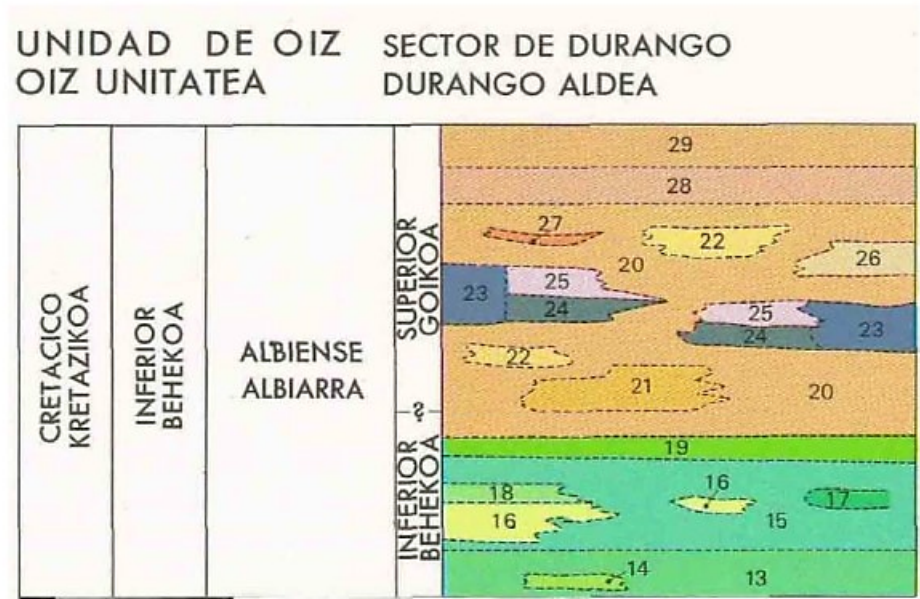 UNIDAD DE OIZ
OIZ UNITATEA
SECTOR DE DURANGO
DURANGO ALDEA
CRETACICO
KRETAZIKOA
INFERIOR
BEHEKOA
ALBIENSE
ALBIARRA
SUPERIOR
GOIKOA
?
INFERIOR
BEHEKOA
29
28
27
22
20
26
25
23
24
25
23
24
22
21
20
19
18
16
17
16
15
14
13